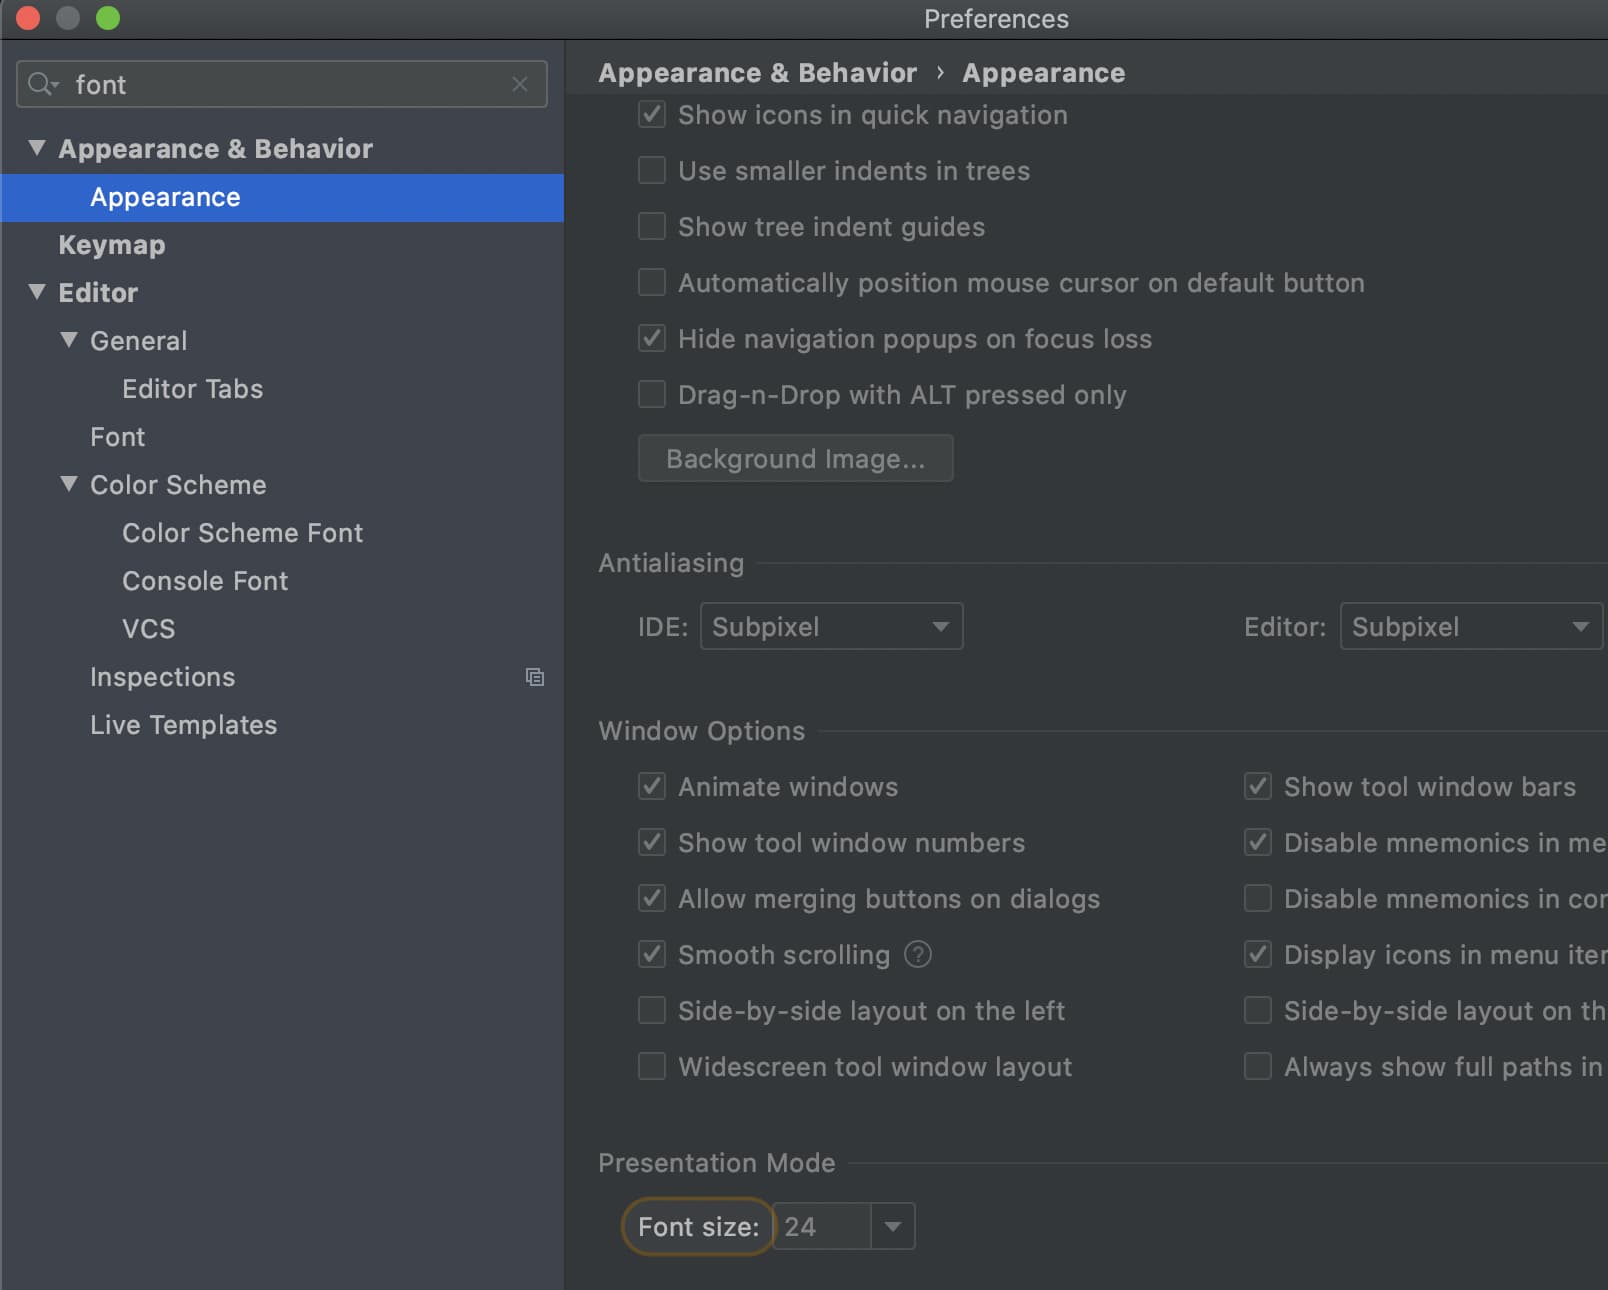 Preferences
font
Appearance & Behavior
Appearance
Keymap
Editor
General
Editor Tabs
Font
Color Scheme
Color Scheme Font
Console Font
VCS
Inspections
Live Templates
Appearance & Behavior › Appearance
Show icons in quick navigation
Use smaller indents in trees
Show tree indent guides
Automatically position mouse cursor on default button
Hide navigation popups on focus loss
Drag-n-Drop with ALT pressed only
Background Image...
Antialiasing
IDE: Subpixel Editor: Subpixel
Window Options
Animate windows Show tool window bars
Show tool window numbers Disable mnemonics in me
Allow merging buttons on dialogs Disable mnemonics in cor
Smooth scrolling ? Display icons in menu iter
Side-by-side layout on the left Side-by-side layout on th
Widescreen tool window layout Always show full paths in
Presentation Mode
Font size: 24